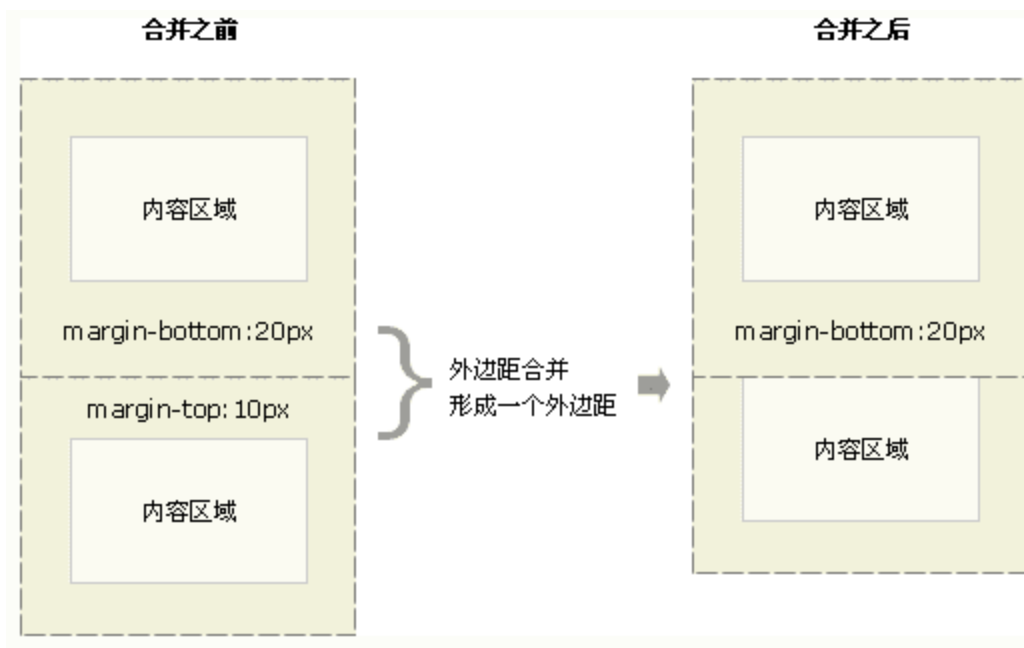 合并之前
合并之后
内容区域
margin-bottom:20px
margin-top:10px
内容区域
外边距合并
形成一个外边距
内容区域
margin-bottom:20px
内容区域